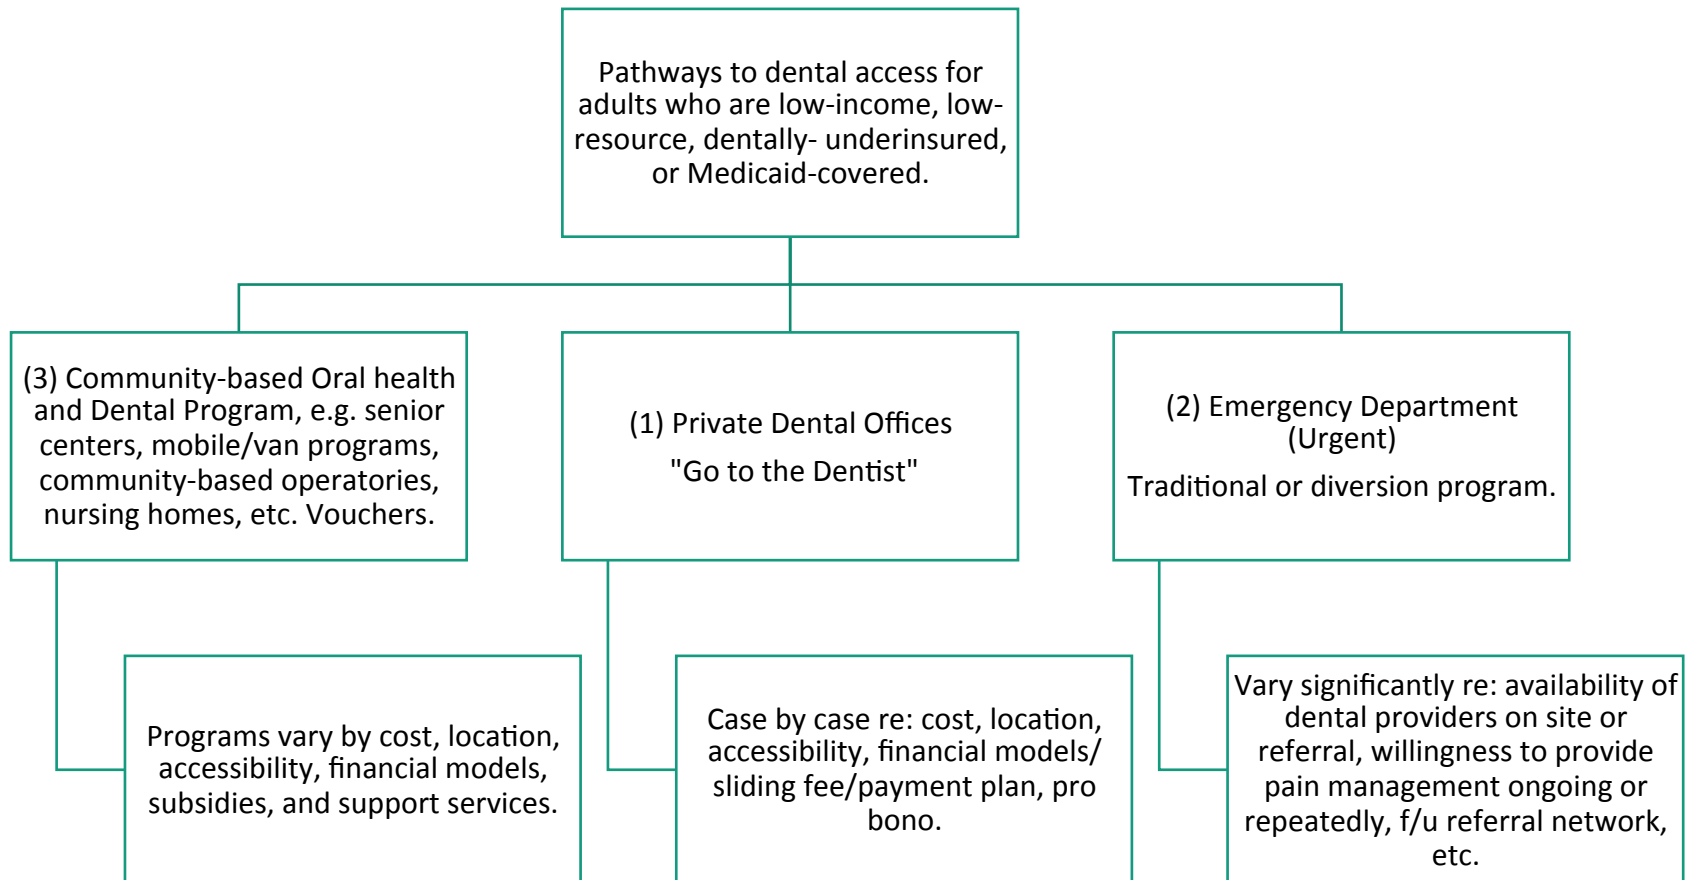 Pathways to dental access for
adults who are low-income, low-
resource, dentally- underinsured,
or Medicaid-covered.
(3) Community-based Oral health
and Dental Program, e.g. senior
centers, mobile/van programs,
community-based operatories,
nursing homes, etc. Vouchers.
(1) Private Dental Offices
"Go to the Dentist"
(2) Emergency Department
(Urgent)
Traditional or diversion program.
Programs vary by cost, location,
accessibility, financial models,
subsidies, and support services.
Case by case re: cost, location,
accessibility, financial models/
sliding fee/payment plan, pro
bono.
Vary significantly re: availability of
dental providers on site or
referral, willingness to provide
pain management ongoing or
repeatedly, f/u referral network,
etc.